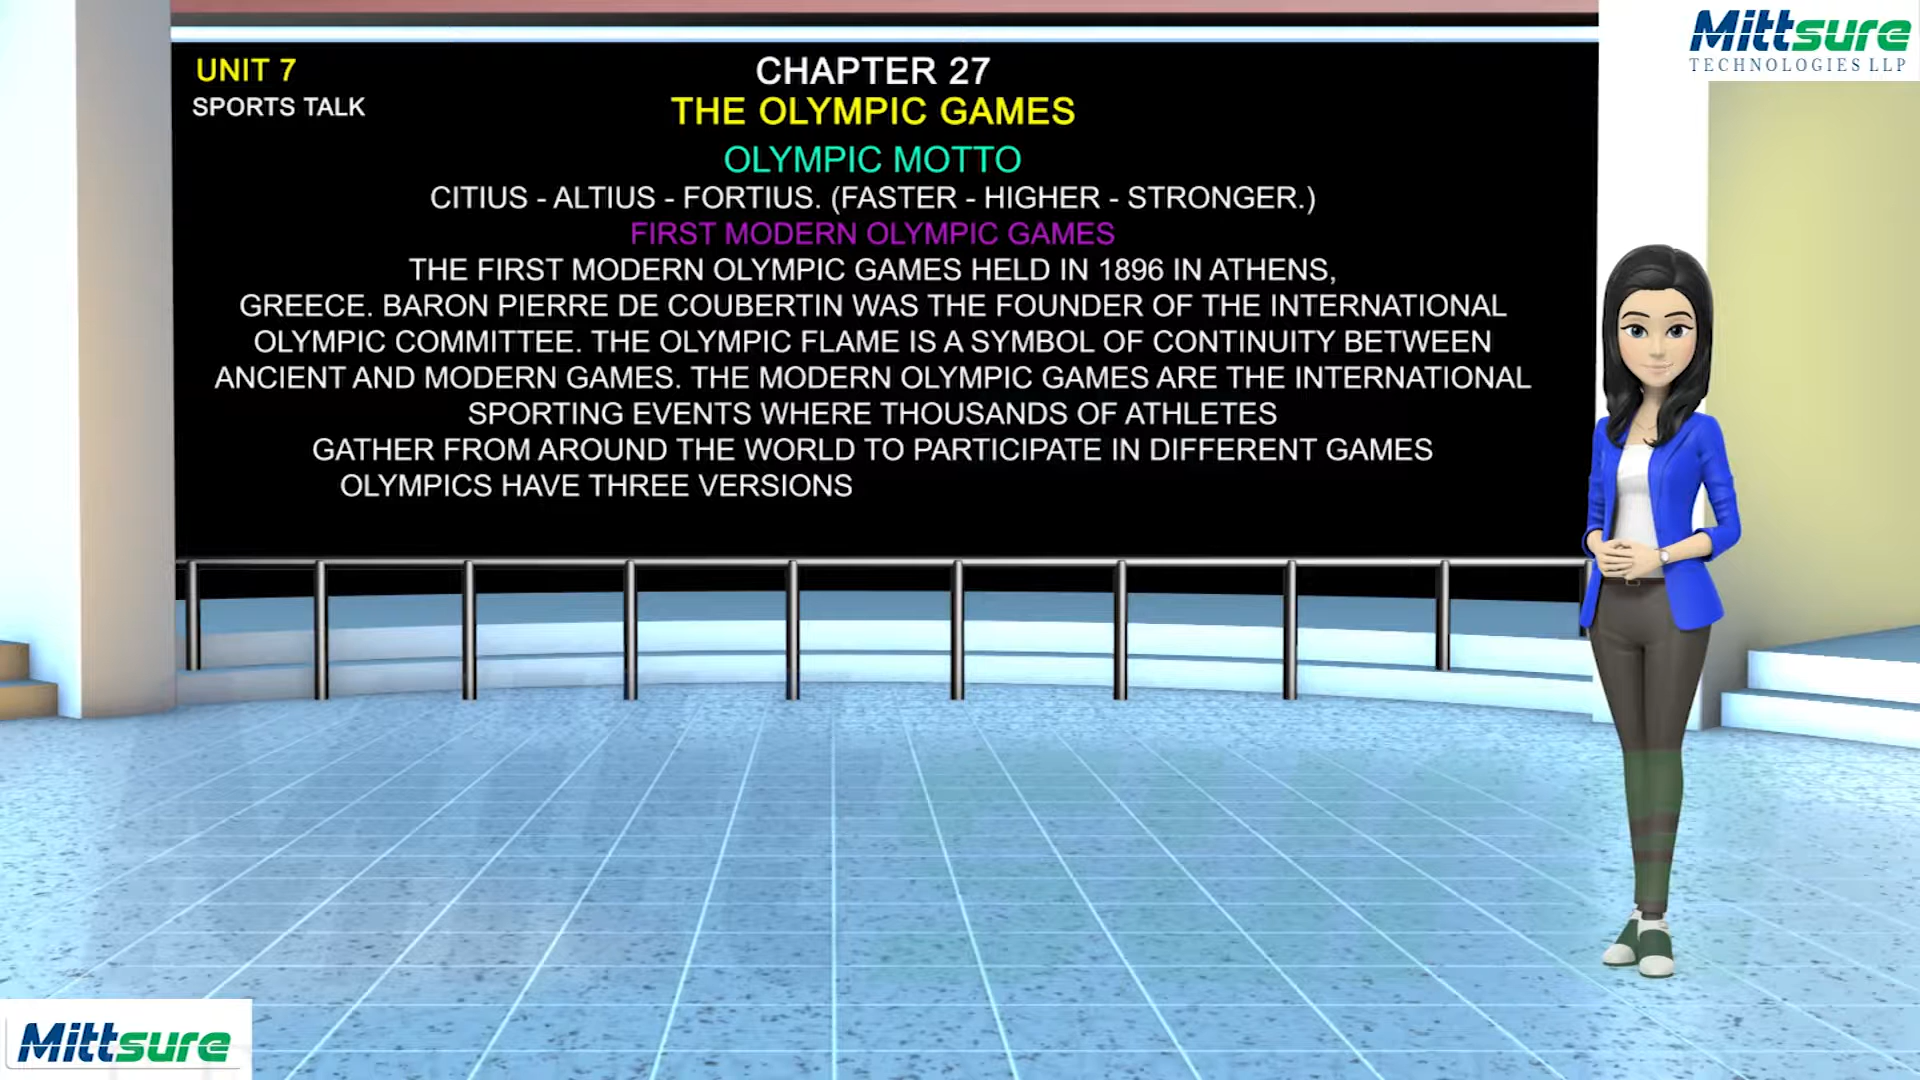 UNIT 7
SPORTS TALK
CHAPTER 27
THE OLYMPIC GAMES
OLYMPIC MOTTO
CITIUS - ALTIUS - FORTIUS. (FASTER - HIGHER - STRONGER.)
FIRST MODERN OLYMPIC GAMES
THE FIRST MODERN OLYMPIC GAMES HELD IN 1896 IN ATHENS,
GREECE. BARON PIERRE DE COUBERTIN WAS THE FOUNDER OF THE INTERNATIONAL
OLYMPIC COMMITTEE. THE OLYMPIC FLAME IS A SYMBOL OF CONTINUITY BETWEEN
ANCIENT AND MODERN GAMES. THE MODERN OLYMPIC GAMES ARE THE INTERNATIONAL
SPORTING EVENTS WHERE THOUSANDS OF ATHLETES
GATHER FROM AROUND THE WORLD TO PARTICIPATE IN DIFFERENT GAMES
OLYMPICS HAVE THREE VERSIONS
Mittsure
TECHNOLOGIES LLP
Mittsure